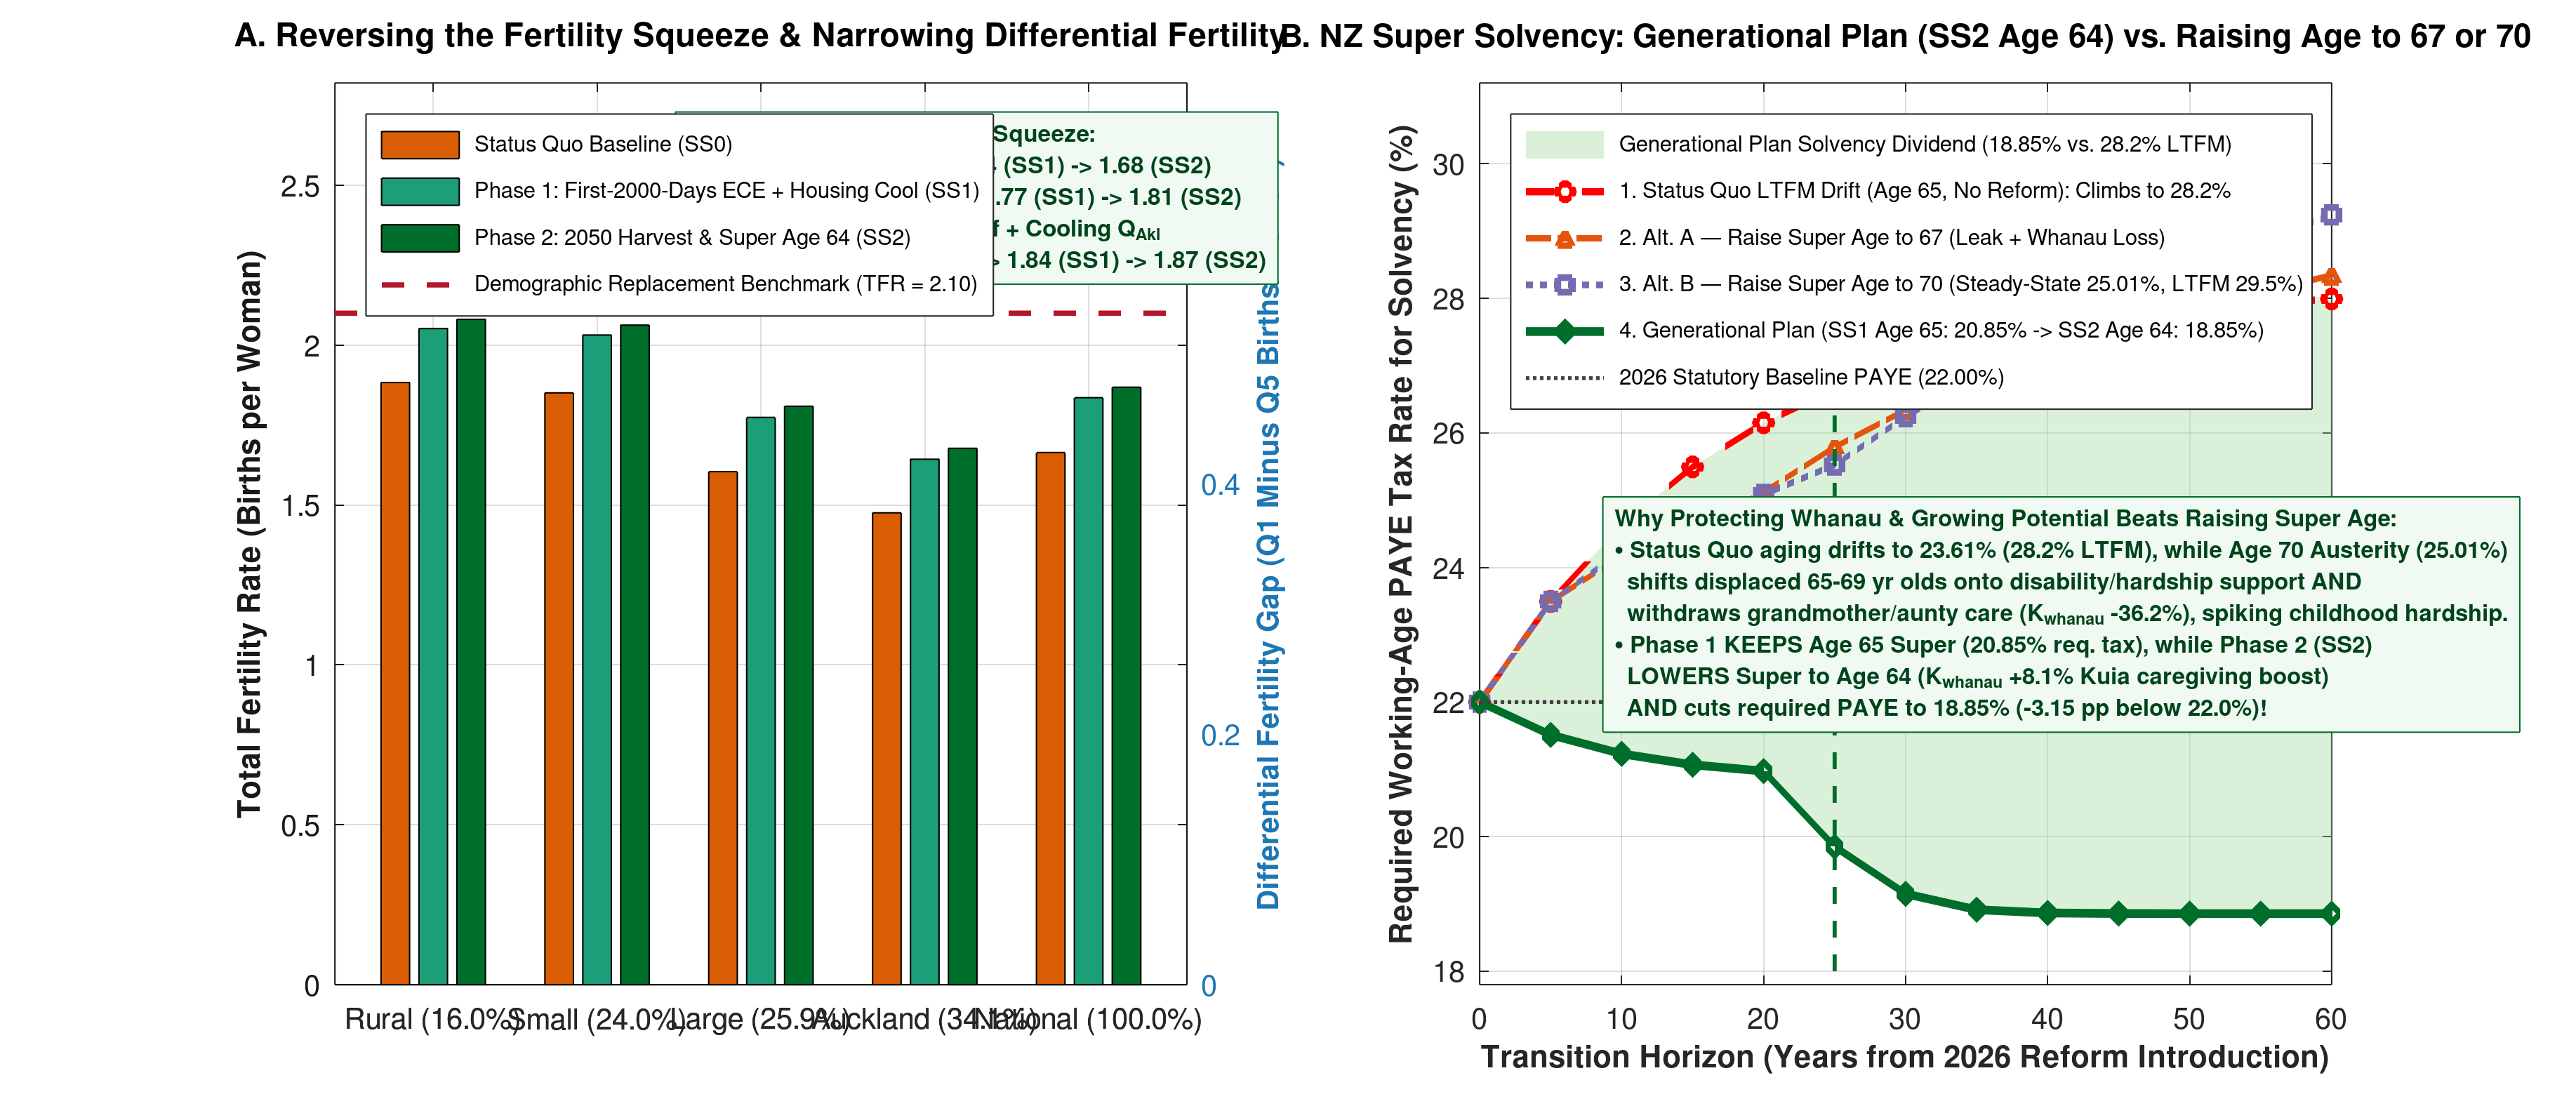 A. Reversing the Fertility Squeeze & Narrowing Differential Fertility
B. NZ Super Solvency: Generational Plan (SS2 Age 64) vs. Raising Age to 67 or 70
Total Fertility Rate (Births per Woman)
2.5
2
1.5
1
0.5
0
Status Quo Baseline (SS0)
Phase 1: First-2000-Days ECE + Housing Cool (SS1)
Phase 2: 2050 Harvest & Super Age 64 (SS2)
Demographic Replacement Benchmark (TFR = 2.10)
Squeeze:
(SS1) -> 1.68 (SS2)
.77 (SS1) -> 1.81 (SS2)
+ Cooling QAkl
1.84 (SS1) -> 1.87 (SS2)
0.4
0.2
0
Differential Fertility Gap (Q1 Minus Q5 Births
Rural (16.0%)
Small (24.0%)
Large (25.9%)
Auckland (34.1%)
National (100.0%)
Required Working-Age PAYE Tax Rate for Solvency (%)
30
28
26
24
22
20
18
Generational Plan Solvency Dividend (18.85% vs. 28.2% LTFM)
1. Status Quo LTFM Drift (Age 65, No Reform): Climbs to 28.2%
2. Alt. A — Raise Super Age to 67 (Leak + Whanau Loss)
3. Alt. B — Raise Super Age to 70 (Steady-State 25.01%, LTFM 29.5%)
4. Generational Plan (SS1 Age 65: 20.85% -> SS2 Age 64: 18.85%)
2026 Statutory Baseline PAYE (22.00%)
Why Protecting Whanau & Growing Potential Beats Raising Super Age:
• Status Quo aging drifts to 23.61% (28.2% LTFM), while Age 70 Austerity (25.01%)
shifts displaced 65-69 yr olds onto disability/hardship support AND
withdraws grandmother/aunty care (Kwhanau -36.2%), spiking childhood hardship.
• Phase 1 KEEPS Age 65 Super (20.85% req. tax), while Phase 2 (SS2)
LOWERS Super to Age 64 (Kwhanau +8.1% Kuia caregiving boost)
AND cuts required PAYE to 18.85% (-3.15 pp below 22.0%)!
0
10
20
30
40
50
60
Transition Horizon (Years from 2026 Reform Introduction)